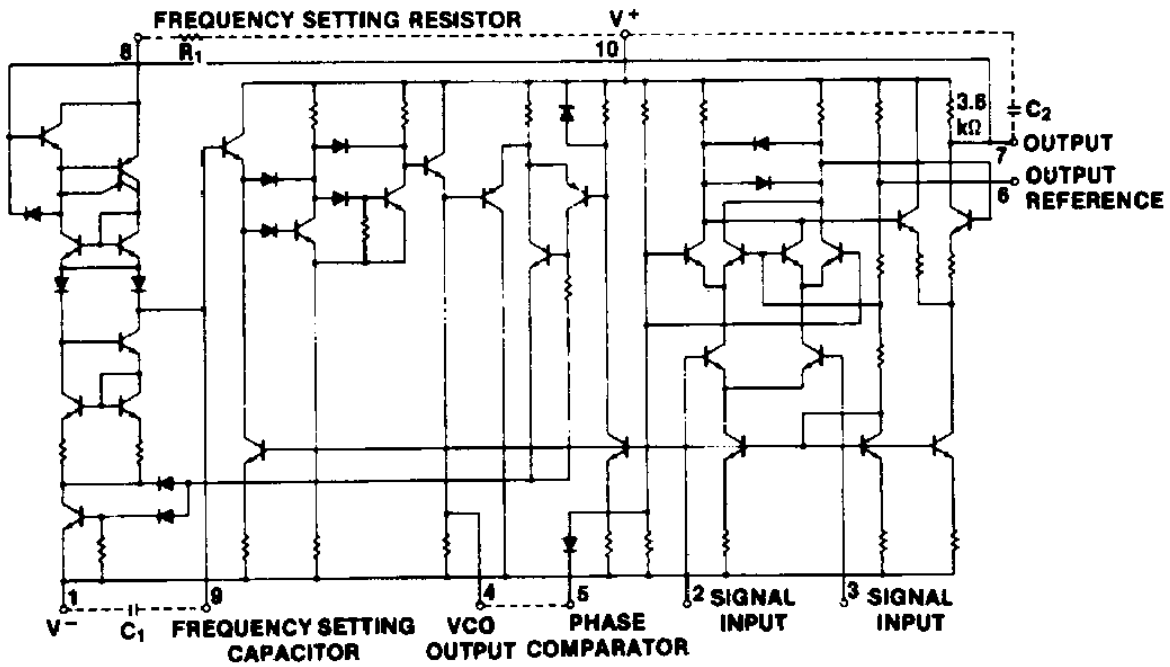 FREQUENCY SETTING RESISTOR
V+
8
R1
10
3.6
kΩ
C2
7
OUTPUT
6
OUTPUT
REFERENCE
1
V−
C1
9
FREQUENCY SETTING
CAPACITOR
4
VCO
OUTPUT
5
PHASE
COMPARATOR
2
SIGNAL
INPUT
3
SIGNAL
INPUT